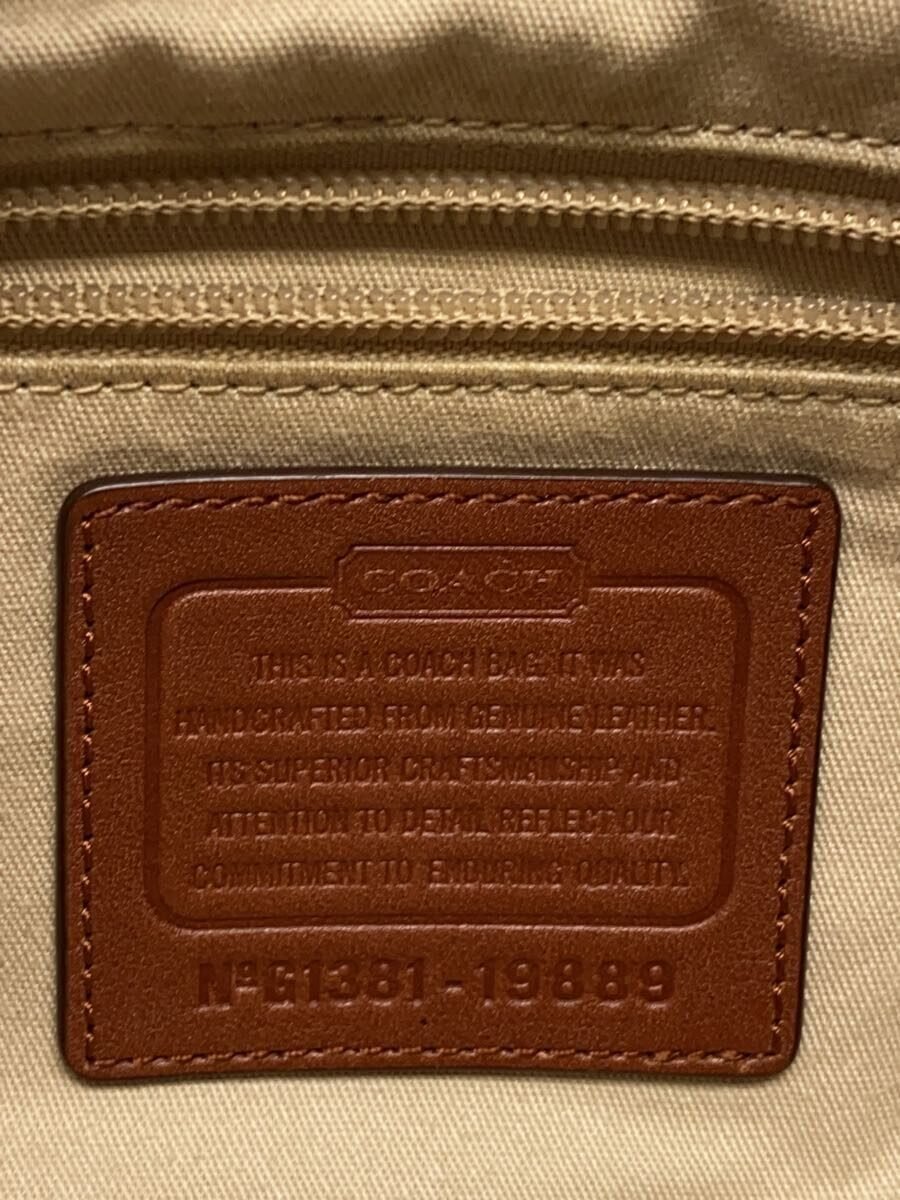 COACH
THIS IS A COACH BAG. IT WAS
HANDCRAFTED FROM GENUINE LEATHER.
ITS SUPERIOR CRAFTSMANSHIP AND
ATTENTION TO DETAIL REFLECT OUR
COMMITMENT TO ENDURING QUALITY.
Nº G1381-19889